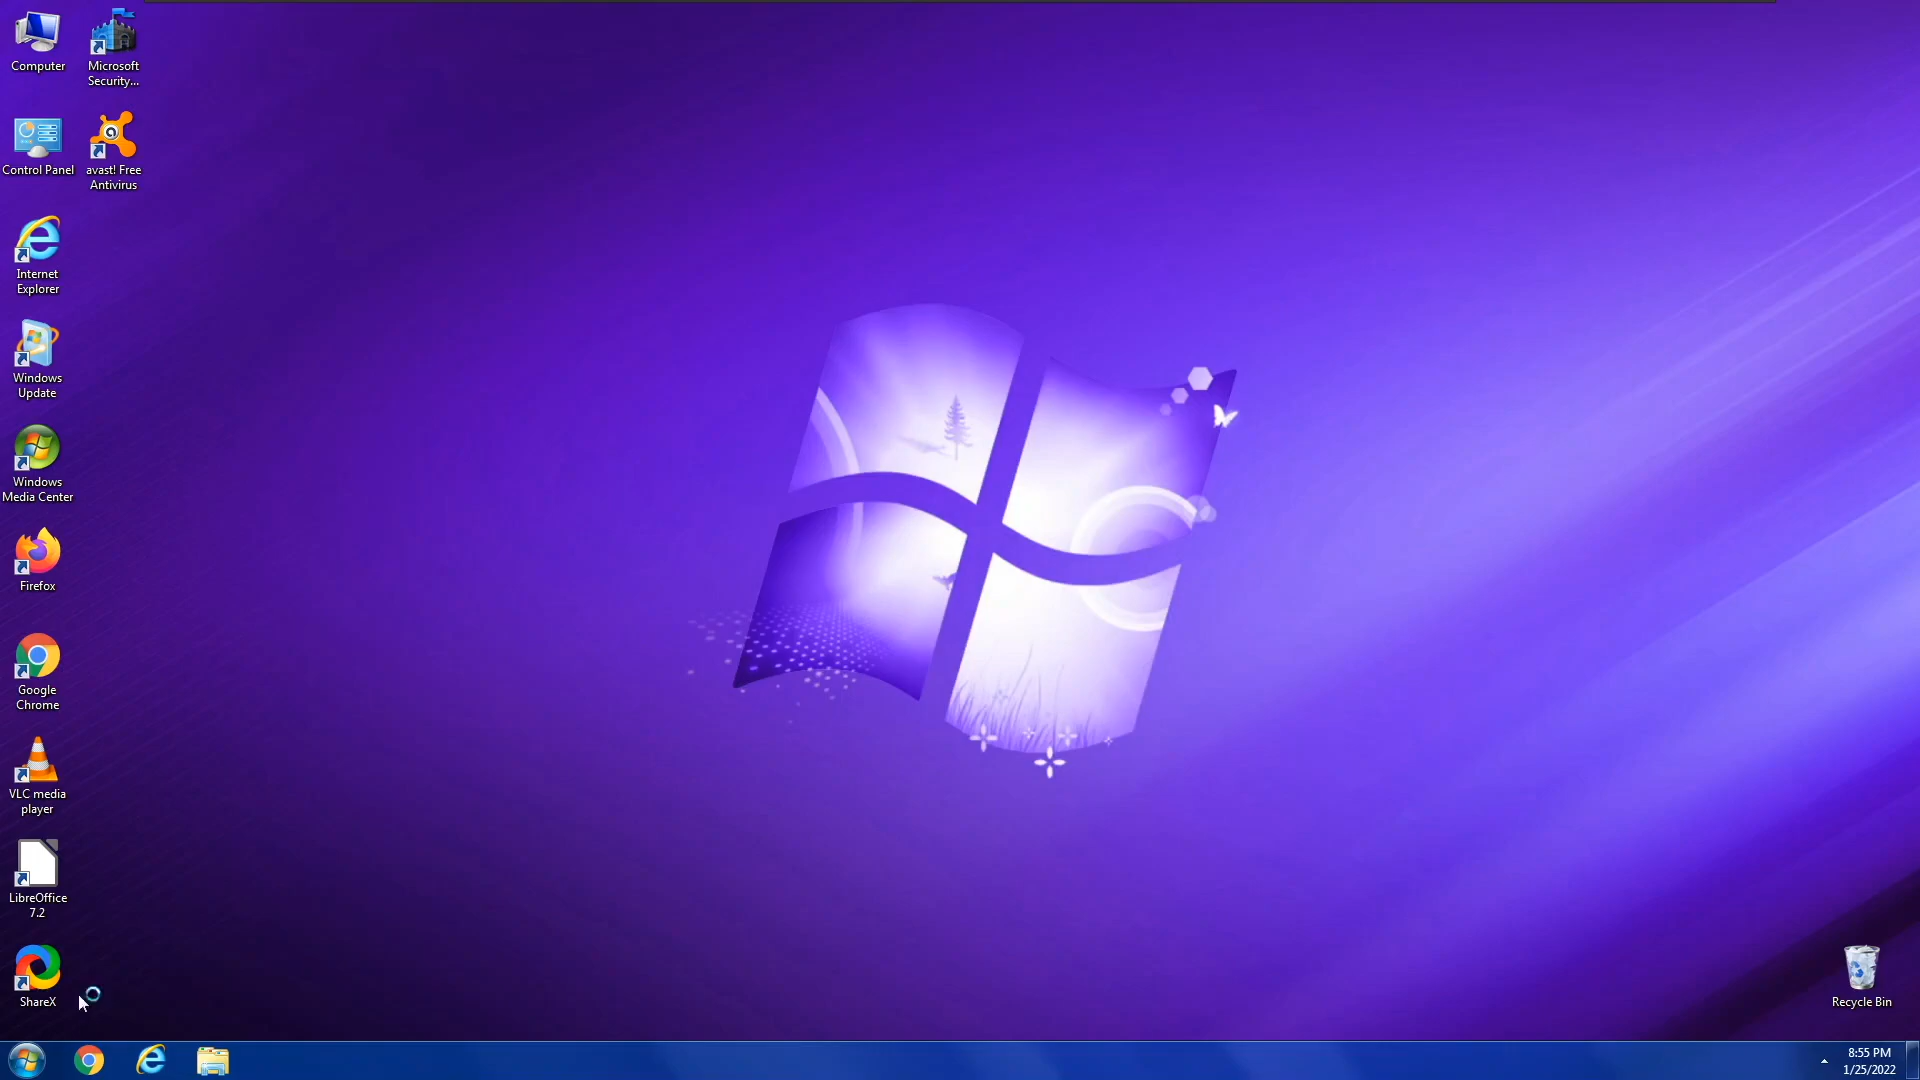 Computer
Microsoft
Security...
Control Panel
avast! Free
Antivirus
Internet
Explorer
Windows
Update
Windows
Media Center
Firefox
Google
Chrome
VLC media
player
LibreOffice
7.2
ShareX
Recycle Bin
8:55 PM
1/25/2022